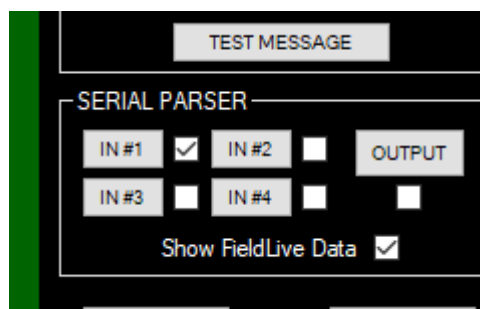 TEST MESSAGE
SERIAL PARSER
IN #1 IN #2 OUTPUT
IN #3 IN #4
Show FieldLive Data